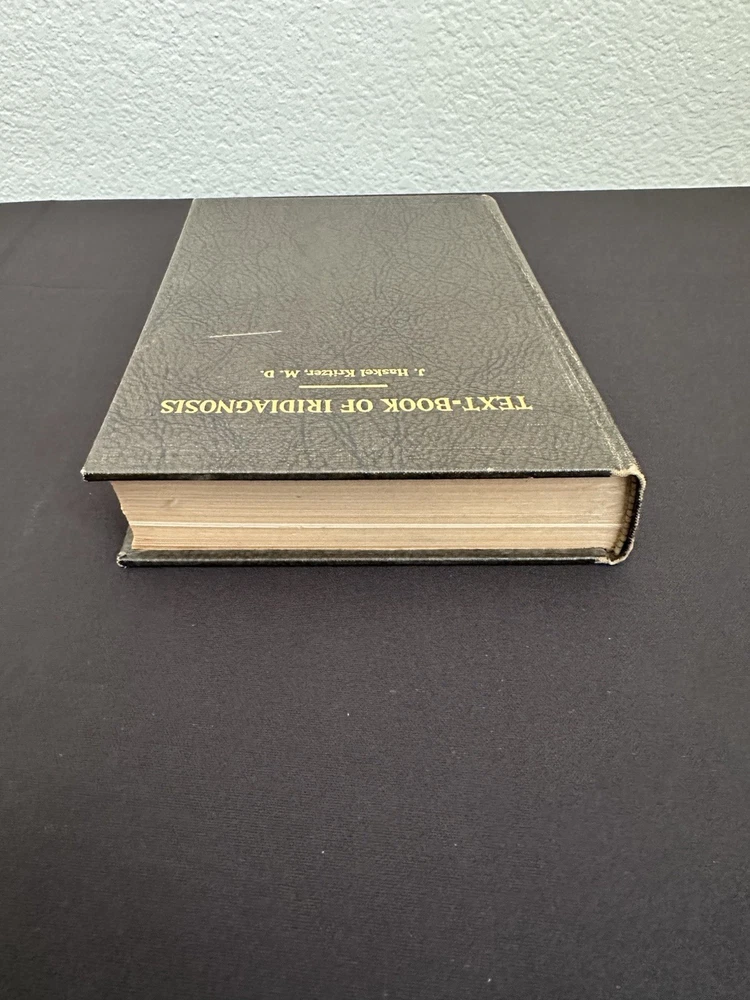 TEXT-BOOK OF IRIDIAGNOSIS
J. Haskel Kritzer, M. D.